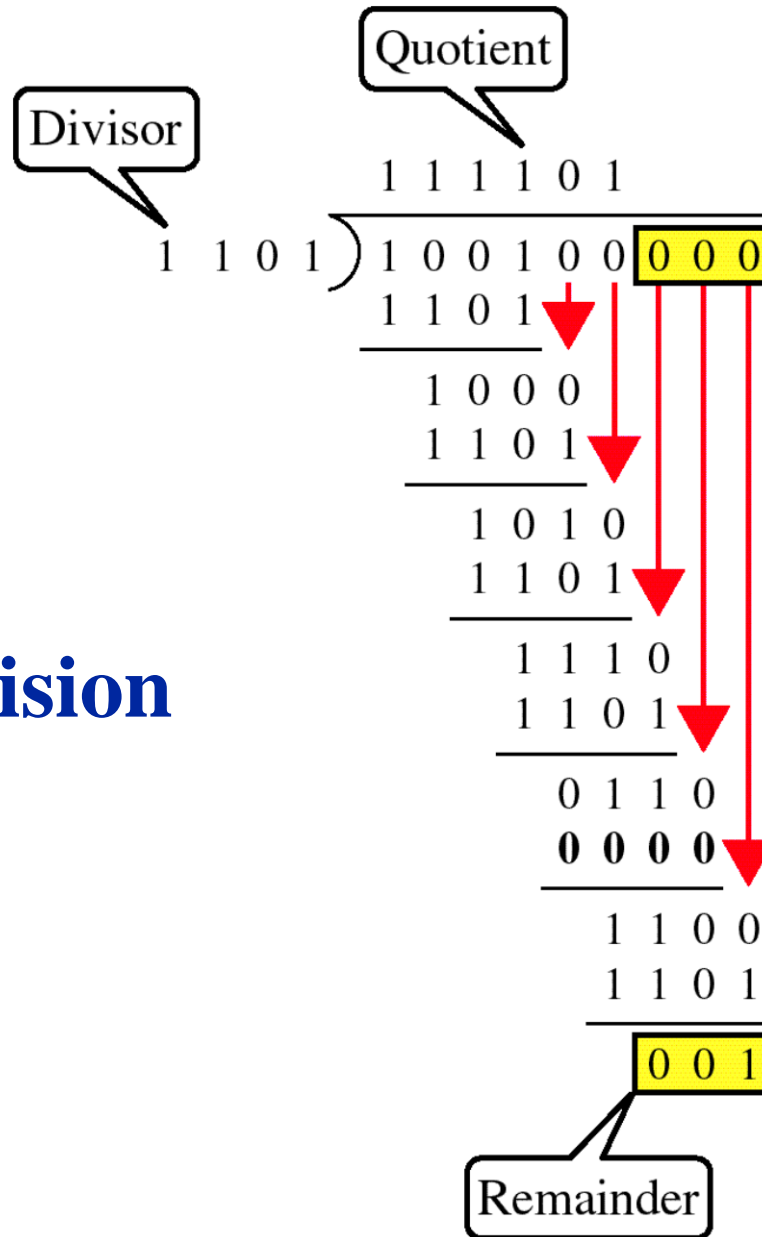 Quotient
Divisor
1 1 1 1 0 1
1 1 0 1 1 0 0 1 0 0 0 0 0
1 1 0 1
1 0 0 0
1 1 0 1
1 0 1 0
1 1 0 1
1 1 1 0
ision
1 1 0 1
0 1 1 0
0 0 0 0
1 1 0 0
1 1 0 1
0 0 1
Remainder